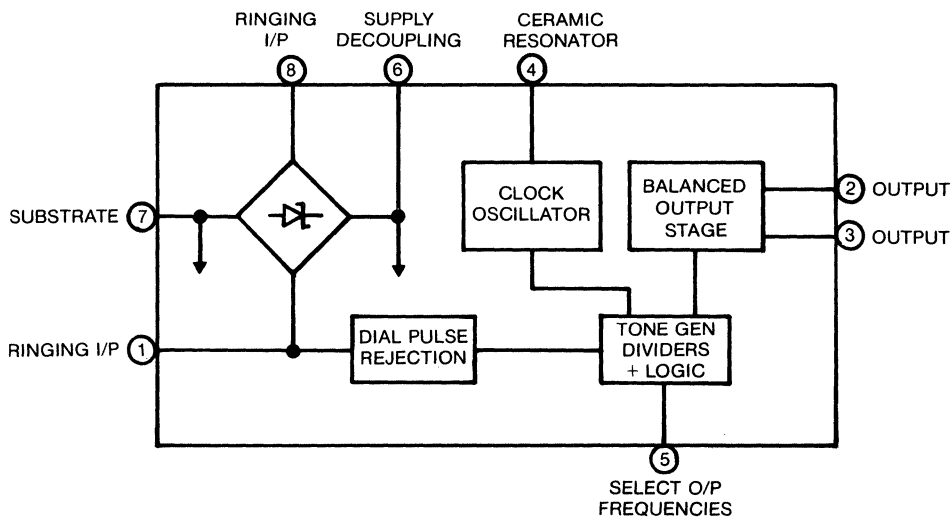 RINGING
I/P
8
SUPPLY
DECOUPLING
6
CERAMIC
RESONATOR
4
SUBSTRATE 7
CLOCK
OSCILLATOR
BALANCED
OUTPUT
STAGE
2 OUTPUT
3 OUTPUT
RINGING I/P 1
DIAL PULSE
REJECTION
TONE GEN
DIVIDERS
+ LOGIC
5
SELECT O/P
FREQUENCIES